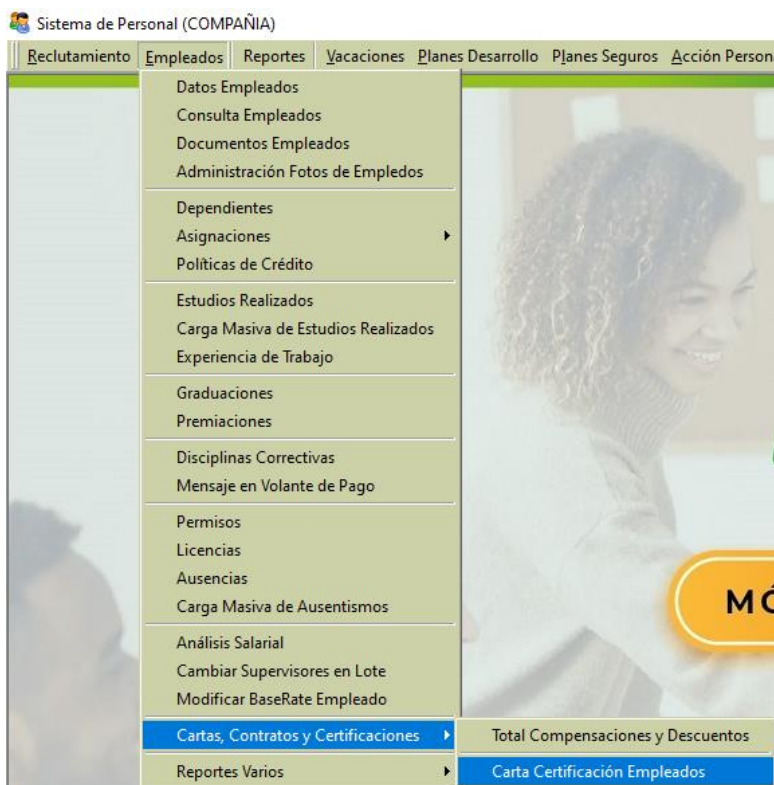 Sistema de Personal (COMPAÑIA)
Reclutamiento Empleados Reportes Vacaciones Planes Desarrollo Planes Seguros Acción Person
Datos Empleados
Consulta Empleados
Documentos Empleados
Administración Fotos de Empledos
Dependientes
Asignaciones
Políticas de Crédito
Estudios Realizados
Carga Masiva de Estudios Realizados
Experiencia de Trabajo
Graduaciones
Premiaciones
Disciplinas Correctivas
Mensaje en Volante de Pago
Permisos
Licencias
Ausencias
Carga Masiva de Ausentismos
MÓ
Análisis Salarial
Cambiar Supervisores en Lote
Modificar BaseRate Empleado
Cartas, Contratos y Certificaciones Total Compensaciones y Descuentos
Reportes Varios Carta Certificación Empleados